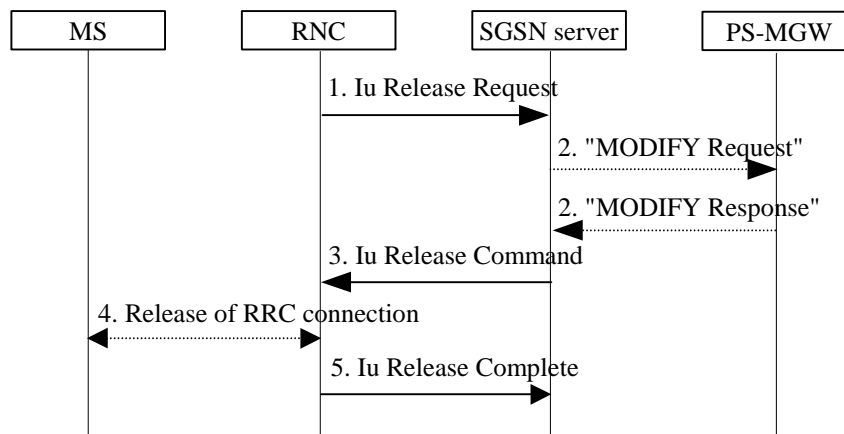 MS
RNC
SGSN server
PS-MGW
1. Iu Release Request
2. "MODIFY Request"
2. "MODIFY Response"
3. Iu Release Command
4. Release of RRC connection
5. Iu Release Complete